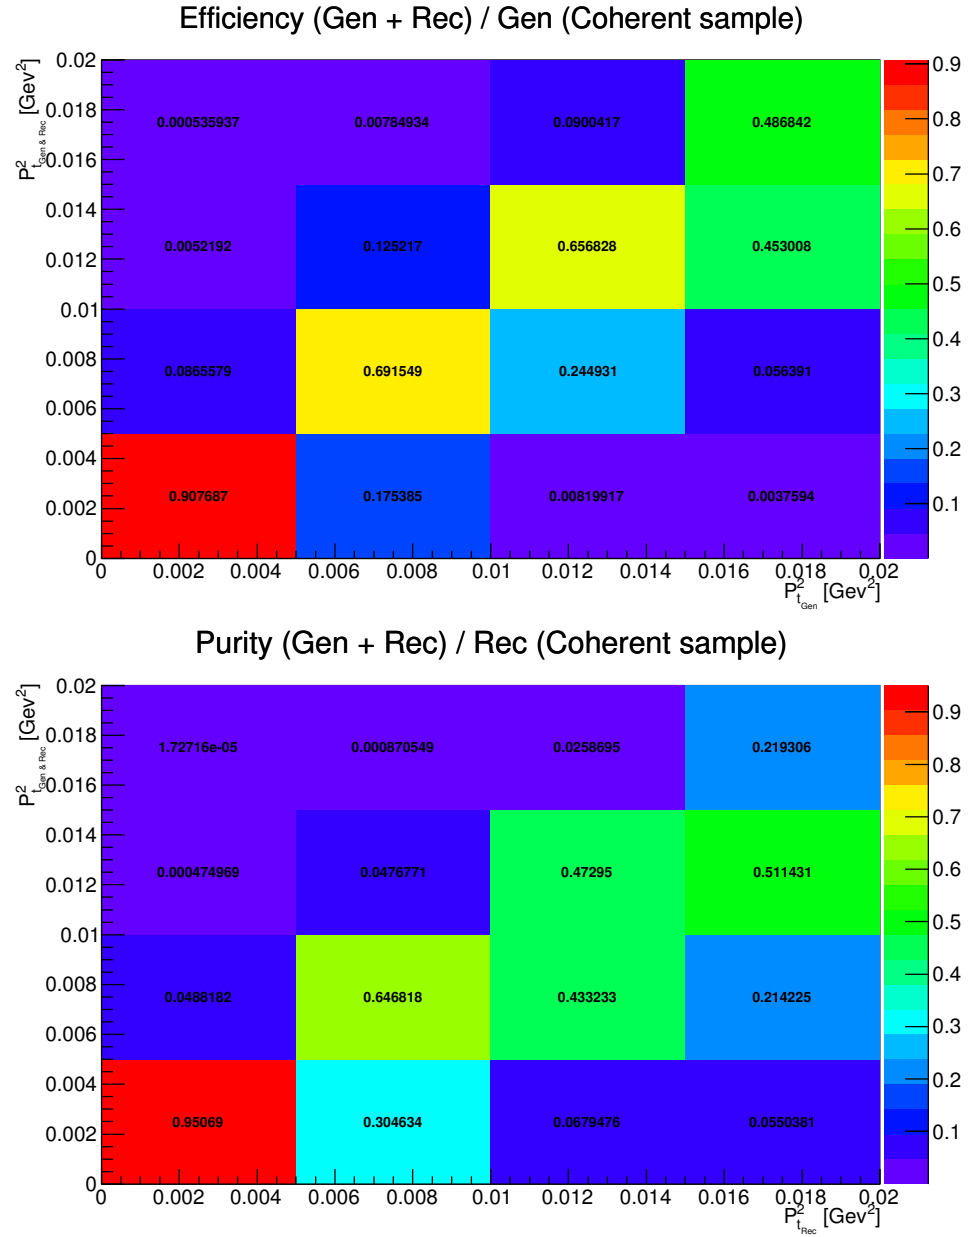 Efficiency (Gen + Rec) / Gen (Coherent sample)
P²t Gen & Rec [Gev²]
0.02
0.018
0.016
0.014
0.012
0.01
0.008
0.006
0.004
0.002
0
0.000535937 0.00784934 0.0900417 0.486842
0.0052192 0.125217 0.656828 0.453008
0.0865579 0.691549 0.244931 0.056391
0.907687 0.175385 0.00819917 0.0037594
0.9
0.8
0.7
0.6
0.5
0.4
0.3
0.2
0.1
0 0.002 0.004 0.006 0.008 0.01 0.012 0.014 0.016 0.018 0.02
P²t Gen [Gev²]
Purity (Gen + Rec) / Rec (Coherent sample)
P²t Gen & Rec [Gev²]
0.02
0.018
0.016
0.014
0.012
0.01
0.008
0.006
0.004
0.002
0
1.72716e-05 0.000870549 0.0258695 0.219306
0.000474969 0.0476771 0.47295 0.511431
0.0488182 0.646818 0.433233 0.214225
0.95069 0.304634 0.0679476 0.0550381
0.9
0.8
0.7
0.6
0.5
0.4
0.3
0.2
0.1
0 0.002 0.004 0.006 0.008 0.01 0.012 0.014 0.016 0.018 0.02
P²t Rec [Gev²]